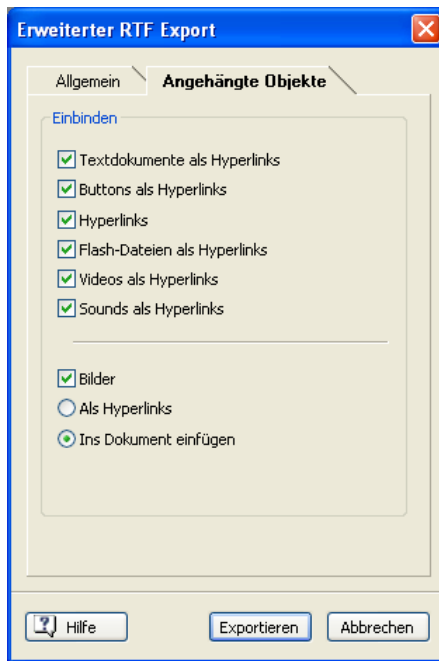 Erweiterter RTF Export
Allgemein Angehängte Objekte
Einbinden
Textdokumente als Hyperlinks
Buttons als Hyperlinks
Hyperlinks
Flash-Dateien als Hyperlinks
Videos als Hyperlinks
Sounds als Hyperlinks
Bilder
Als Hyperlinks
Ins Dokument einfügen
Hilfe Exportieren Abbrechen